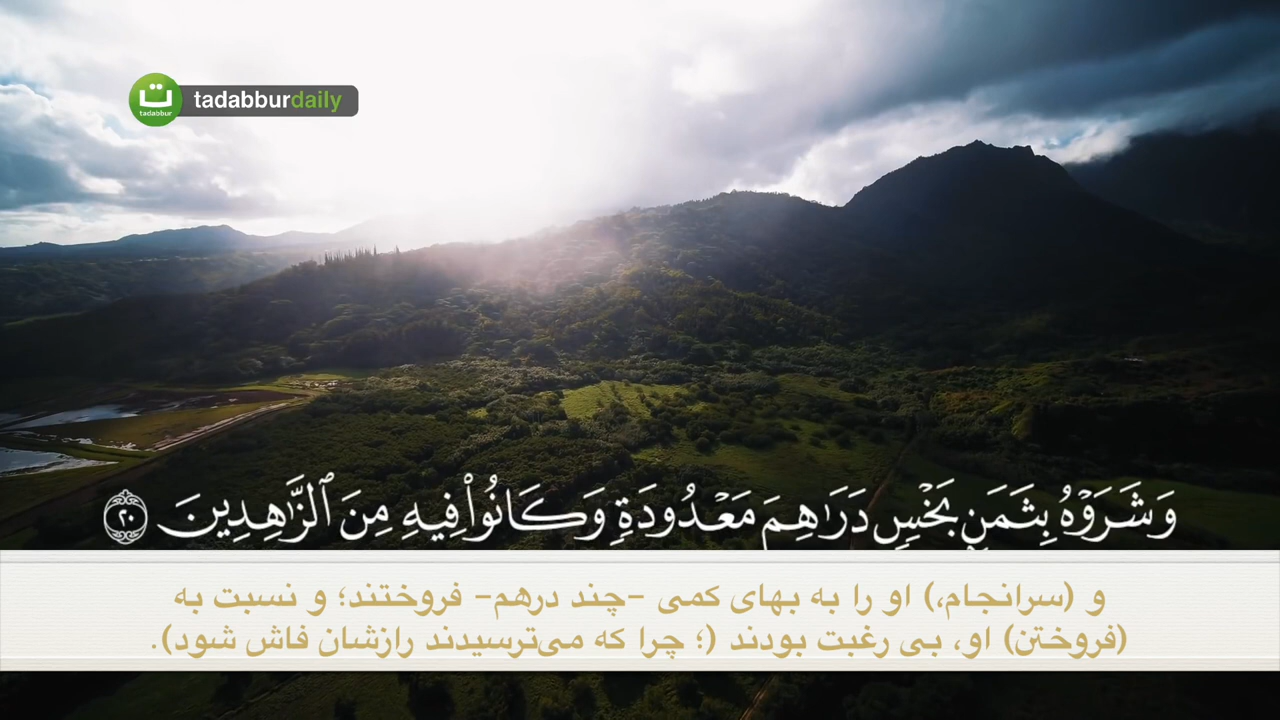 ت
tadabbur
tadabburdaily
وَشَرَوْهُ بِثَمَنٍ بَخْسٍ دَرَٰهِمَ مَعْدُودَةٍ وَكَانُوا۟ فِيهِ مِنَ ٱلزَّٰهِدِينَ ٢٠
و (سرانجام،) او را به بهای کمی -چند درهم- فروختند؛ و نسبت به
(فروختن) او، بی رغبت بودند (؛ چرا که می‌ترسیدند رازشان فاش شود).